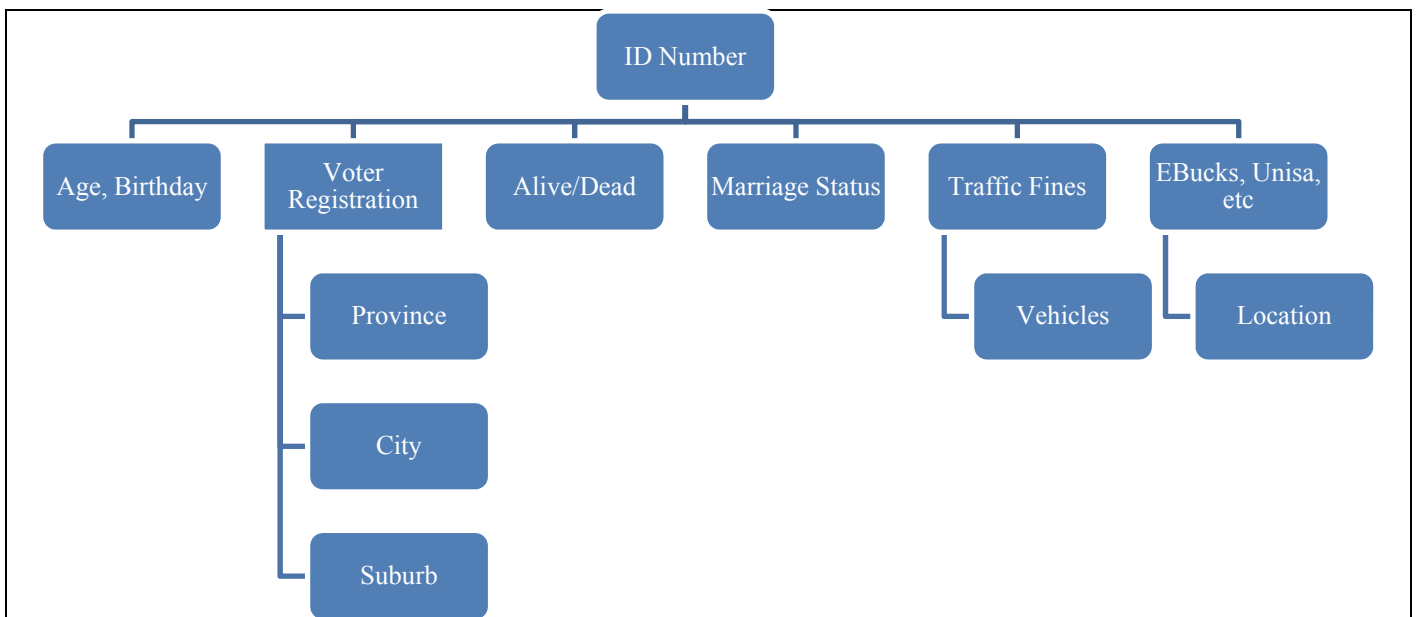 ID Number
Age, Birthday
Voter
Registration
Alive/Dead
Marriage Status
Traffic Fines
EBucks, Unisa,
etc
Province
Vehicles
Location
City
Suburb